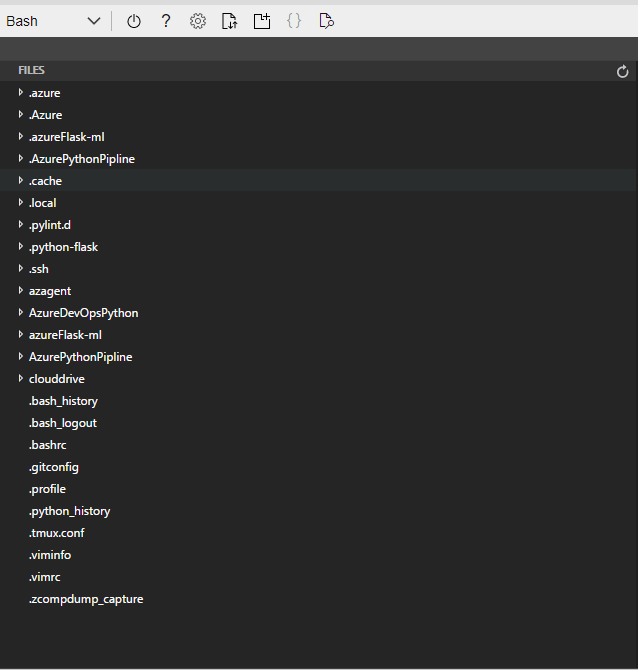 Bash
?
{}
FILES
.azure
.Azure
.azureFlask-ml
.AzurePythonPipline
.cache
.local
.pylint.d
.python-flask
.ssh
azagent
AzureDevOpsPython
azureFlask-ml
AzurePythonPipline
clouddrive
.bash_history
.bash_logout
.bashrc
.gitconfig
.profile
.python_history
.tmux.conf
.viminfo
.vimrc
.zcompdump_capture